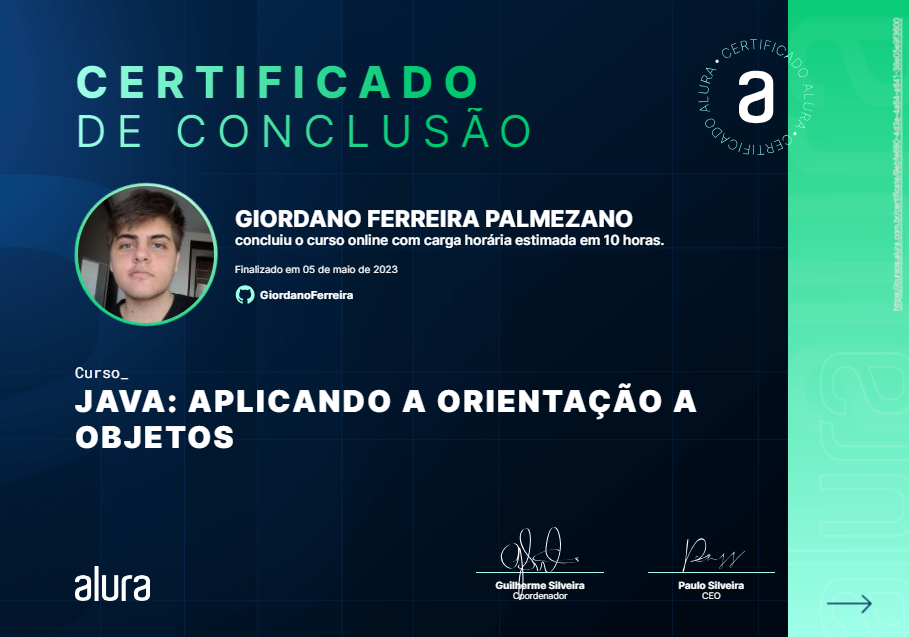 CERTIFICADO
DE CONCLUSÃO
CERTIFICADO ALURA • CERTIFICADO ALURA •
a
GIORDANO FERREIRA PALMEZANO
concluiu o curso online com carga horária estimada em 10 horas.
Finalizado em 05 de maio de 2023
GiordanoFerreira
Curso_
JAVA: APLICANDO A ORIENTAÇÃO A
OBJETOS
alura
Guilherme Silveira
Coordenador
Paulo Silveira
CEO
alura